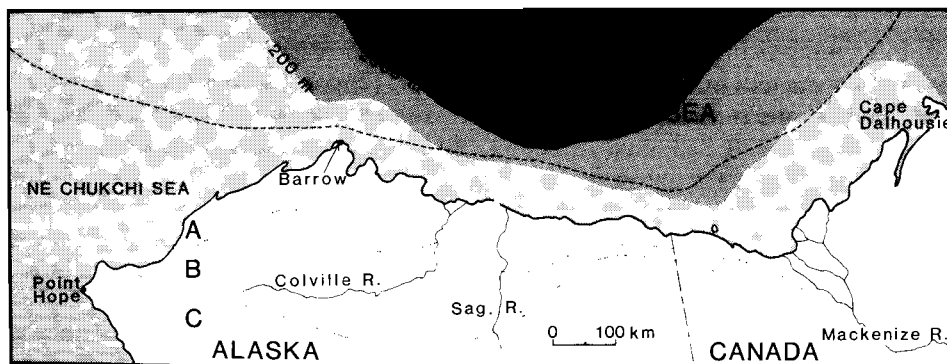 200 m
SEA
Cape
Dalhousie
Barrow
NE CHUKCHI SEA
A
B
C
Point
Hope
Colville R.
Sag. R.
0 100 km
Mackenize R.
ALASKA
CANADA